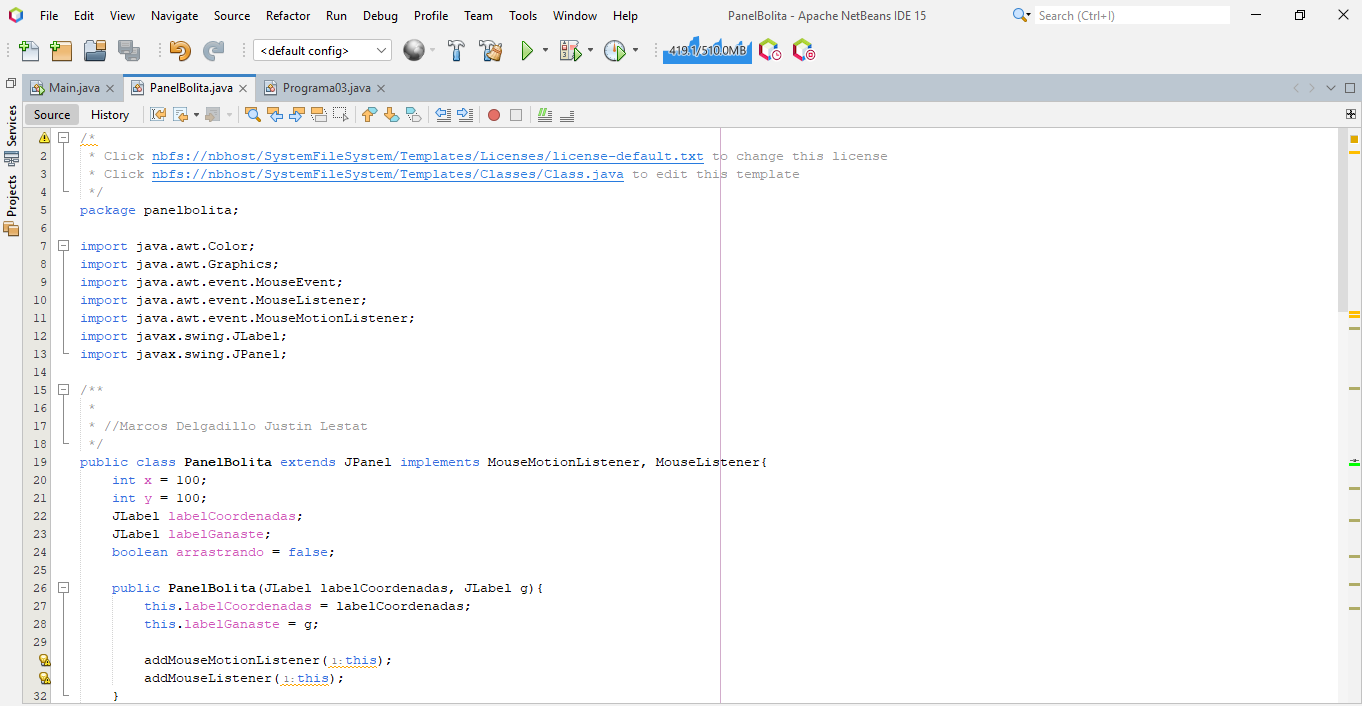 File Edit View Navigate Source Refactor Run Debug Profile Team Tools Window Help PanelBolita - Apache NetBeans IDE 15 Search (Ctrl+I)
<default config> 419.1/510.0MB
Main.java PanelBolita.java Programa03.java
Source History
Services
Projects
/*
2 * Click nbfs://nbhost/SystemFileSystem/Templates/Licenses/license-default.txt to change this license
3 * Click nbfs://nbhost/SystemFileSystem/Templates/Classes/Class.java to edit this template
4 */
5 package panelbolita;
6
7 import java.awt.Color;
8 import java.awt.Graphics;
9 import java.awt.event.MouseEvent;
10 import java.awt.event.MouseListener;
11 import java.awt.event.MouseMotionListener;
12 import javax.swing.JLabel;
13 import javax.swing.JPanel;
14
15 /**
16 *
17 * //Marcos Delgadillo Justin Lestat
18 */
19 public class PanelBolita extends JPanel implements MouseMotionListener, MouseListener{
20 int x = 100;
21 int y = 100;
22 JLabel labelCoordenadas;
23 JLabel labelGanaste;
24 boolean arrastrando = false;
25
26 public PanelBolita(JLabel labelCoordenadas, JLabel g){
27 this.labelCoordenadas = labelCoordenadas;
28 this.labelGanaste = g;
29
addMouseMotionListener(l:this);
addMouseListener(l:this);
32 }